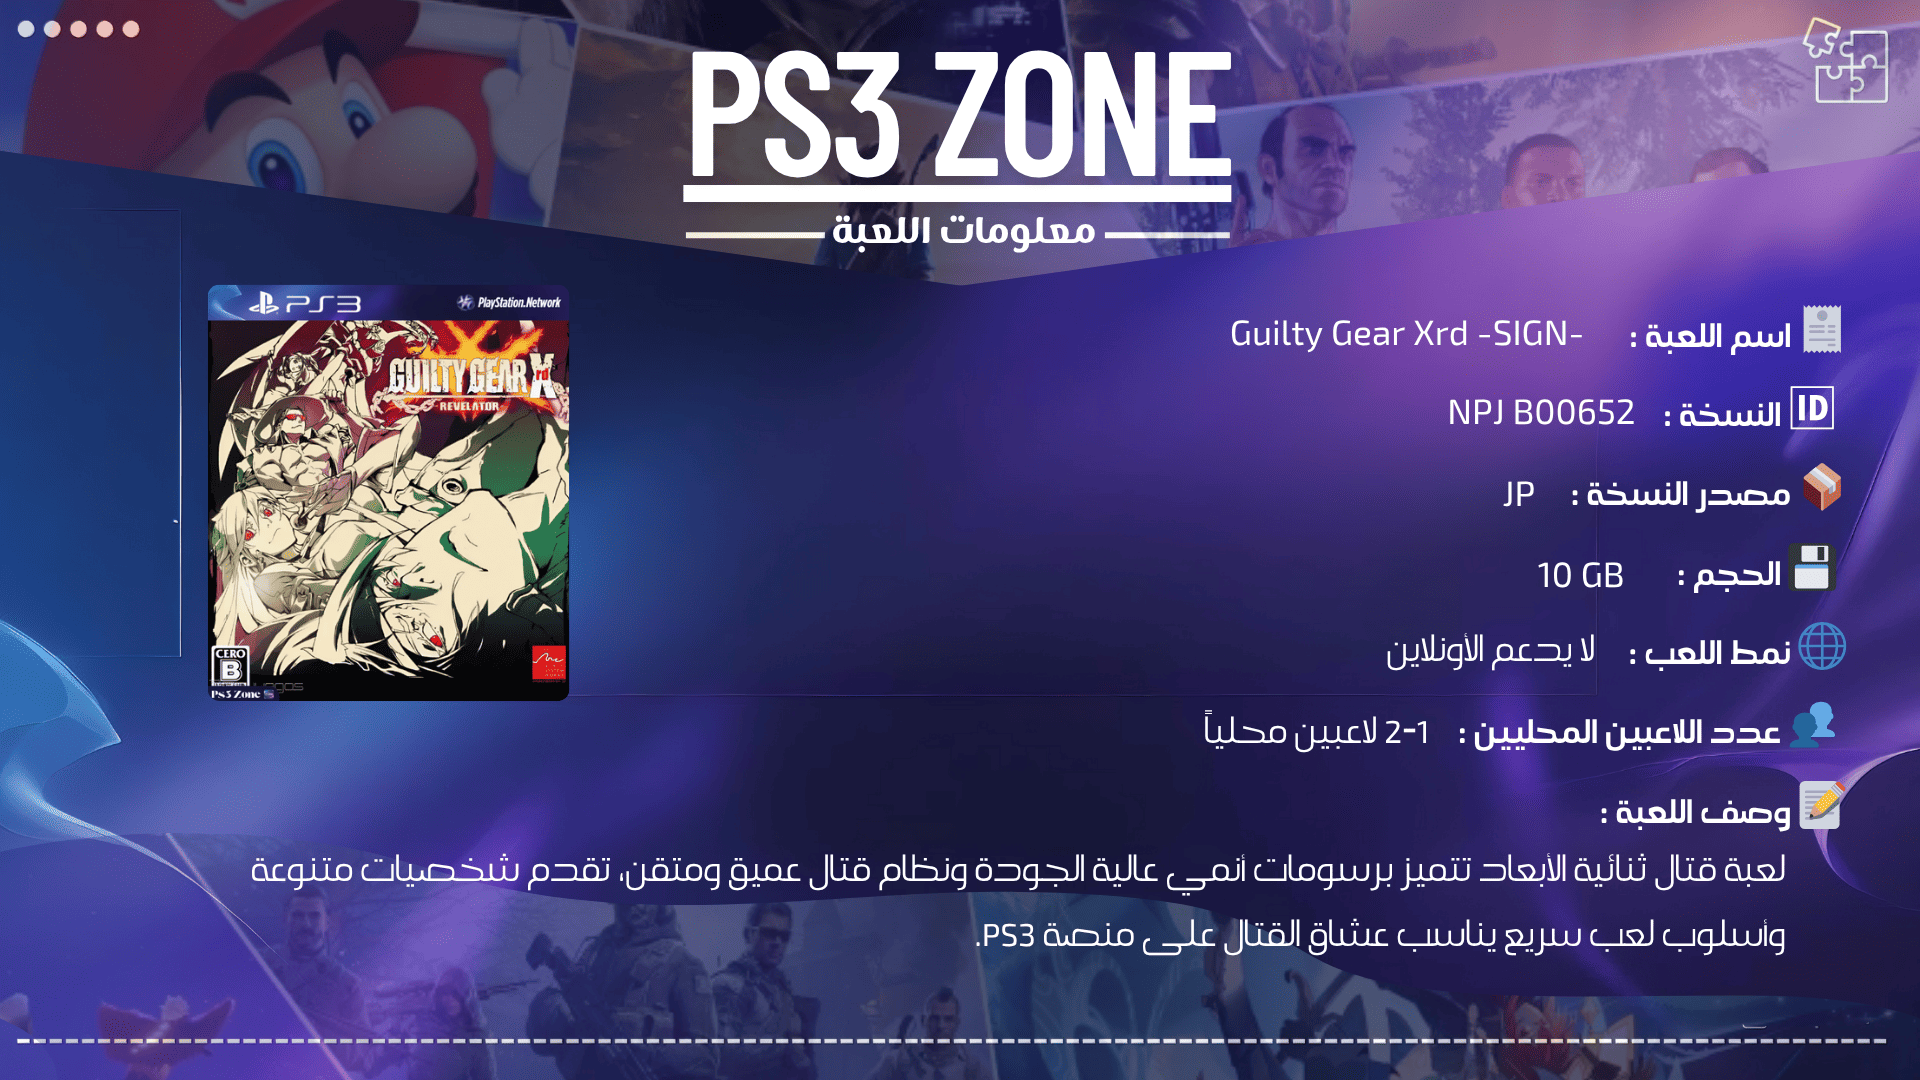 PS3 ZONE
معلومات اللعبة
PS3 PlayStation.Network
GUILTY GEAR Xrd
REVELATOR
CERO
B
Ps3 Zone
اسم اللعبة : Guilty Gear Xrd -SIGN-
ID النسخة : NPJ B00652
مصدر النسخة : JP
الحجم : 10 GB
نمط اللعب : لا يدعم الأونلاين
عدد اللاعبين المحليين : 1-2 لاعبين محلياً
وصف اللعبة :
لعبة قتال ثنائية الأبعاد تتميز برسومات أنمي عالية الجودة ونظام قتال عميق ومتقن، تقدم شخصيات متنوعة
وأسلوب لعب سريع يناسب عشاق القتال على منصة PS3.